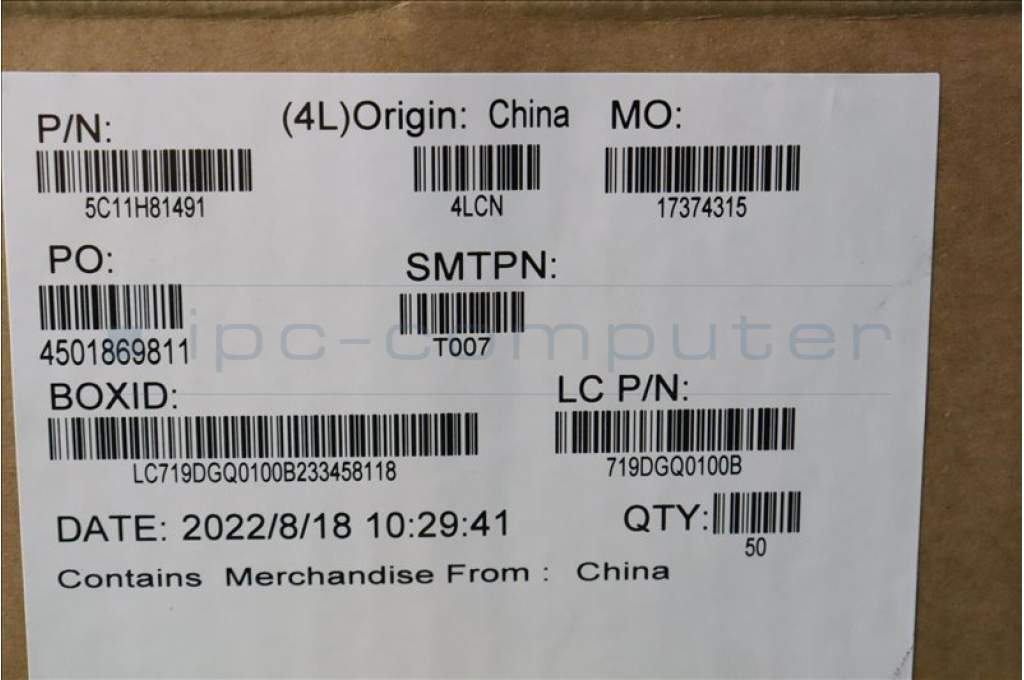 P/N: (4L)Origin: China MO:
5C11H81491 4LCN 17374315
PO: SMTPN:
4501869811 T007
ipc-computer
BOXID: LC P/N:
LC719DGQ0100B233458118 719DGQ0100B
DATE: 2022/8/18 10:29:41 QTY:
50
Contains Merchandise From : China